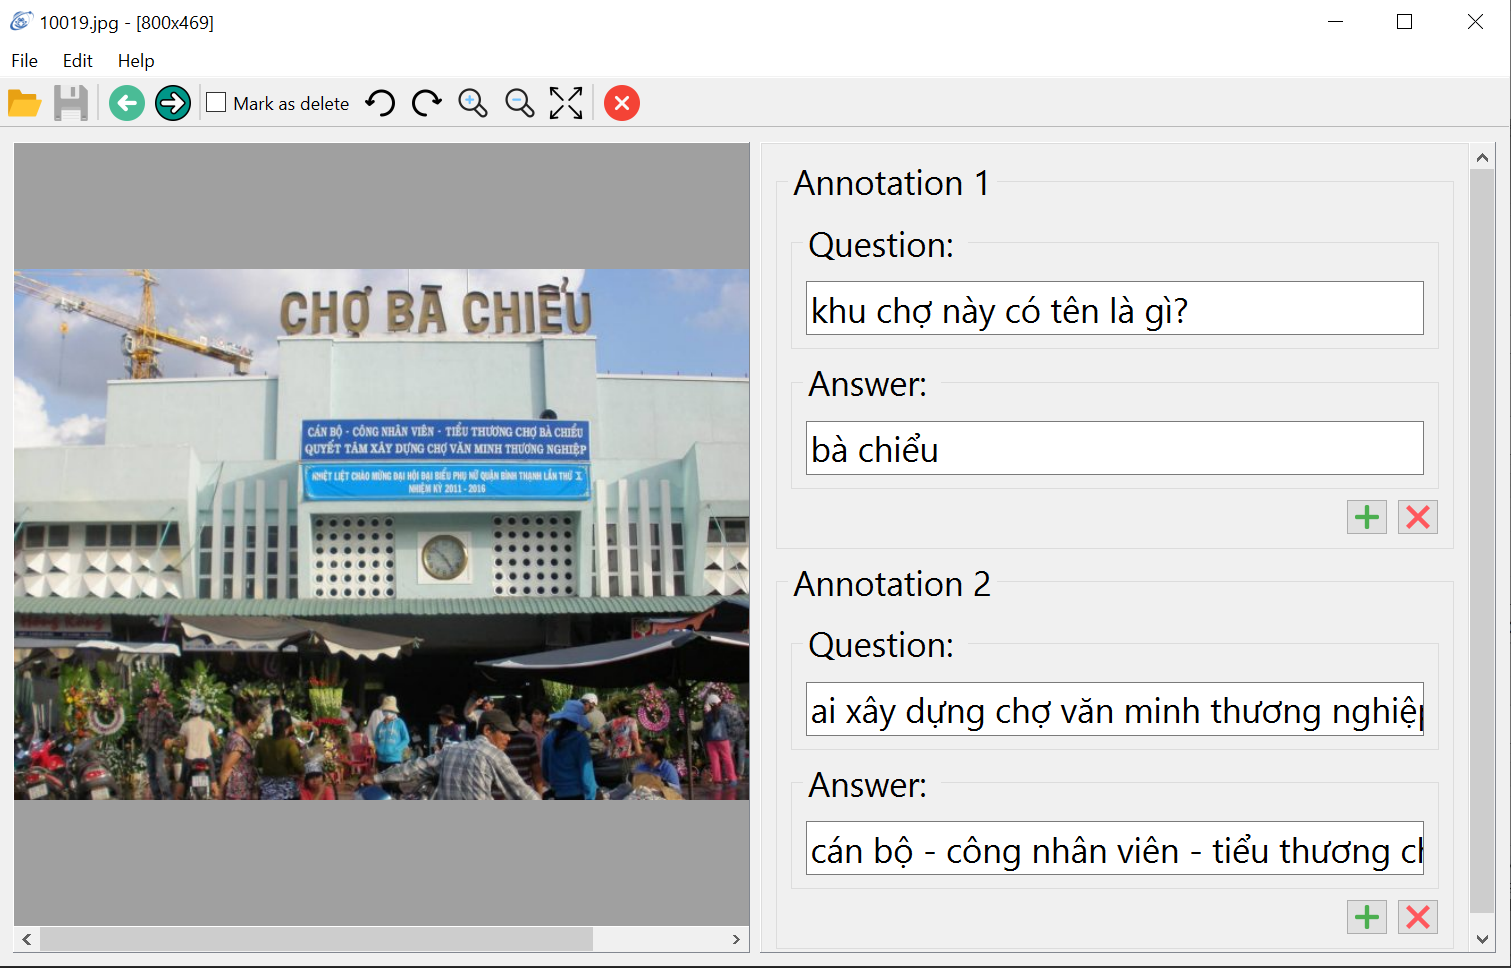 10019.jpg - [800x469]
File Edit Help
Mark as delete
CHỢ BÀ CHIỂU
CÁN BỘ - CÔNG NHÂN VIÊN - TIỂU THƯƠNG CHỢ BÀ CHIỂU
QUYẾT TÂM XÂY DỰNG CHỢ VĂN MINH THƯƠNG NGHIỆP
NHIỆT LIỆT CHÀO MỪNG ĐẠI HỘI ĐẠI BIỂU PHỤ NỮ QUẬN BÌNH THẠNH LẦN THỨ X
NHIỆM KỲ 2011 - 2016
Hồng Hồng
Annotation 1
Question:
khu chợ này có tên là gì?
Answer:
bà chiểu
Annotation 2
Question:
ai xây dựng chợ văn minh thương nghiệp
Answer:
cán bộ - công nhân viên - tiểu thương ch